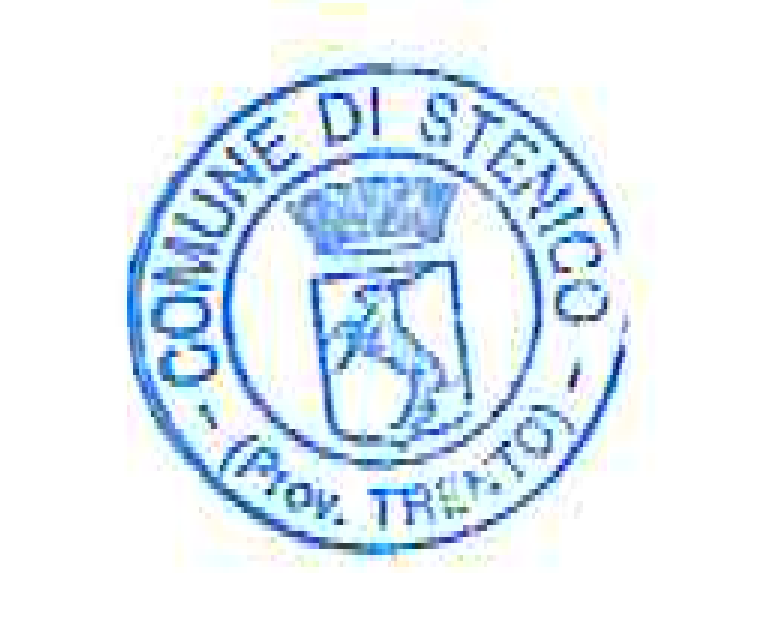 COMUNE DI STENICO
- (Prov. TRENTO) -